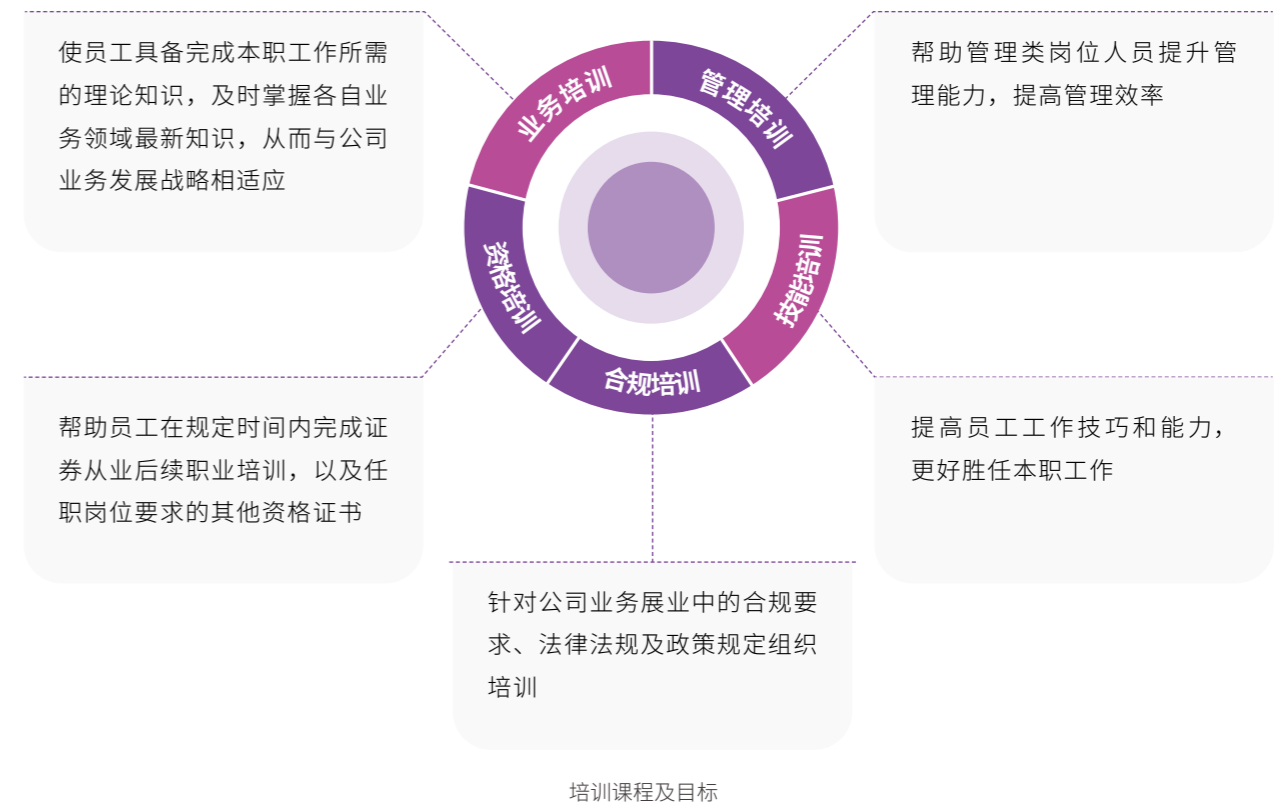 业务培训
使员工具备完成本职工作所需
的理论知识，及时掌握各自业
务领域最新知识，从而与公司
业务发展战略相适应
管理培训
帮助管理类岗位人员提升管
理能力，提高管理效率
资格培训
帮助员工在规定时间内完成证
券从业后续职业培训，以及任
职岗位要求的其他资格证书
技能培训
提高员工工作技巧和能力，
更好胜任本职工作
合规培训
针对公司业务展业中的合规要
求、法律法规及政策规定组织
培训
培训课程及目标